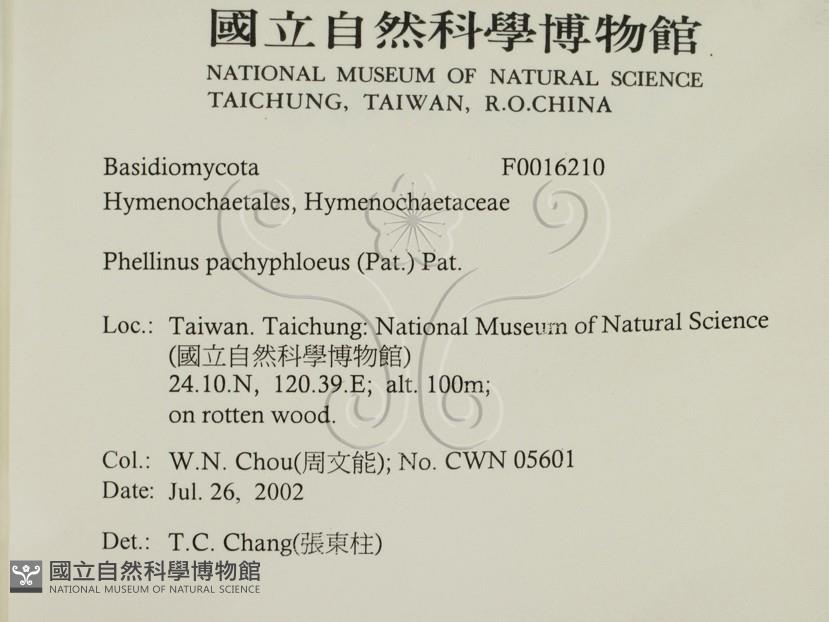 國立自然科學博物館
NATIONAL MUSEUM OF NATURAL SCIENCE
TAICHUNG, TAIWAN, R.O.CHINA
Basidiomycota F0016210
Hymenochaetales, Hymenochaetaceae
Phellinus pachyphloeus (Pat.) Pat.
Loc.: Taiwan. Taichung: National Museum of Natural Science
(國立自然科學博物館)
24.10.N, 120.39.E; alt. 100m;
on rotten wood.
Col.: W.N. Chou(周文能); No. CWN 05601
Date: Jul. 26, 2002
Det.: T.C. Chang(張東柱)
國立自然科學博物館
NATIONAL MUSEUM OF NATURAL SCIENCE